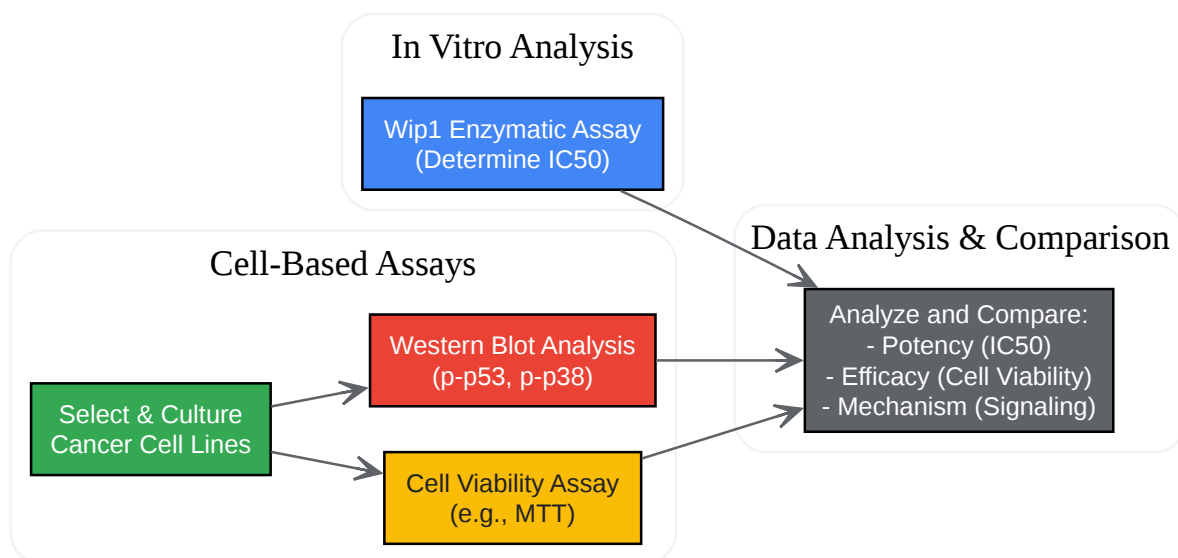 In Vitro Analysis
Wip1 Enzymatic Assay
(Determine IC50)
Cell-Based Assays
Select & Culture
Cancer Cell Lines
Western Blot Analysis
(p-p53, p-p38)
Cell Viability Assay
(e.g., MTT)
Data Analysis & Comparison
Analyze and Compare:
- Potency (IC50)
- Efficacy (Cell Viability)
- Mechanism (Signaling)